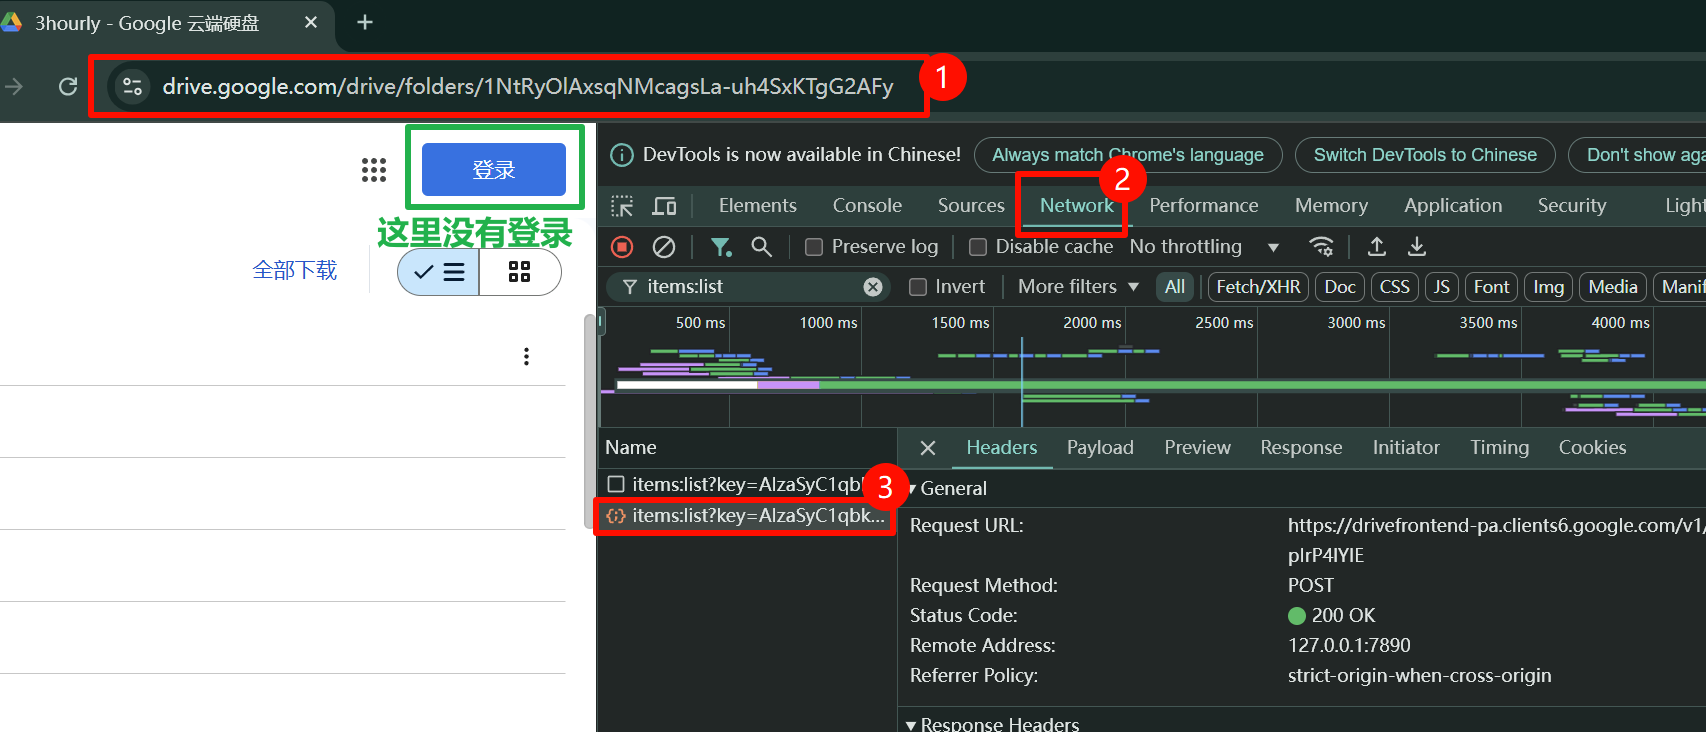 3hourly - Google 云端硬盘
drive.google.com/drive/folders/1NtRyOlAxsqNMcagsLa-uh4SxKTgG2AFy
1
登录
这里没有登录
全部下载
DevTools is now available in Chinese!
Always match Chrome's language
Switch DevTools to Chinese
Don't show aga
2
Elements
Console
Sources
Network
Performance
Memory
Application
Security
Light
Preserve log
Disable cache
No throttling
items:list
Invert
More filters
All
Fetch/XHR
Doc
CSS
JS
Font
Img
Media
Manif
500 ms
1000 ms
1500 ms
2000 ms
2500 ms
3000 ms
3500 ms
4000 ms
Name
Headers
Payload
Preview
Response
Initiator
Timing
Cookies
items:list?key=AIzaSyC1qb
3
items:list?key=AIzaSyC1qbk...
General
Request URL:
https://drivefrontend-pa.clients6.google.com/v1/
pIrP4IYIE
Request Method:
POST
Status Code:
200 OK
Remote Address:
127.0.0.1:7890
Referrer Policy:
strict-origin-when-cross-origin
Response Headers